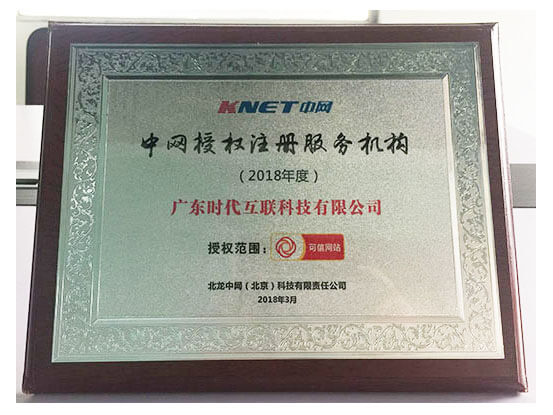 KNET中网
中网授权注册服务机构
（2018年度）
广东时代互联科技有限公司
授权范围：可信网站
北龙中网（北京）科技有限责任公司
2018年3月